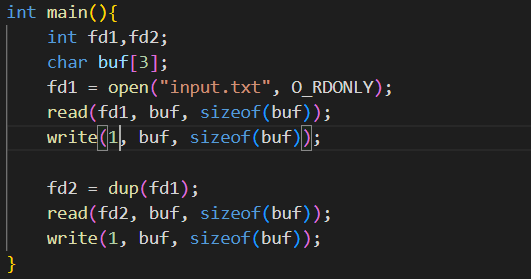 int main(){
    int fd1,fd2;
    char buf[3];
    fd1 = open("input.txt", O_RDONLY);
    read(fd1, buf, sizeof(buf));
    write(1, buf, sizeof(buf));

    fd2 = dup(fd1);
    read(fd2, buf, sizeof(buf));
    write(1, buf, sizeof(buf));
}